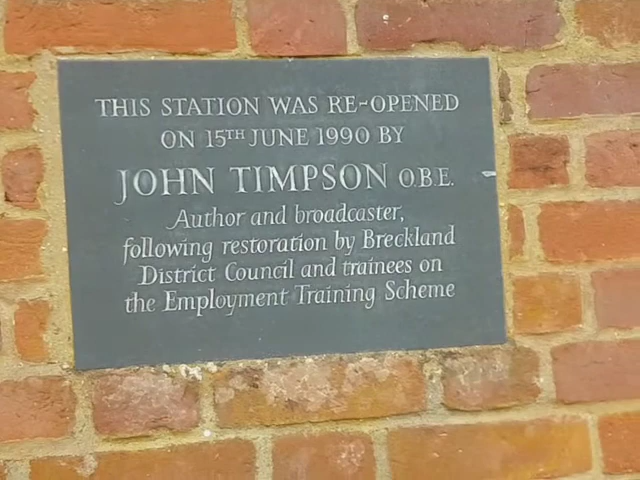 THIS STATION WAS RE-OPENED
ON 15TH JUNE 1990 BY
JOHN TIMPSON O.B.E.
Author and broadcaster,
following restoration by Breckland
District Council and trainees on
the Employment Training Scheme